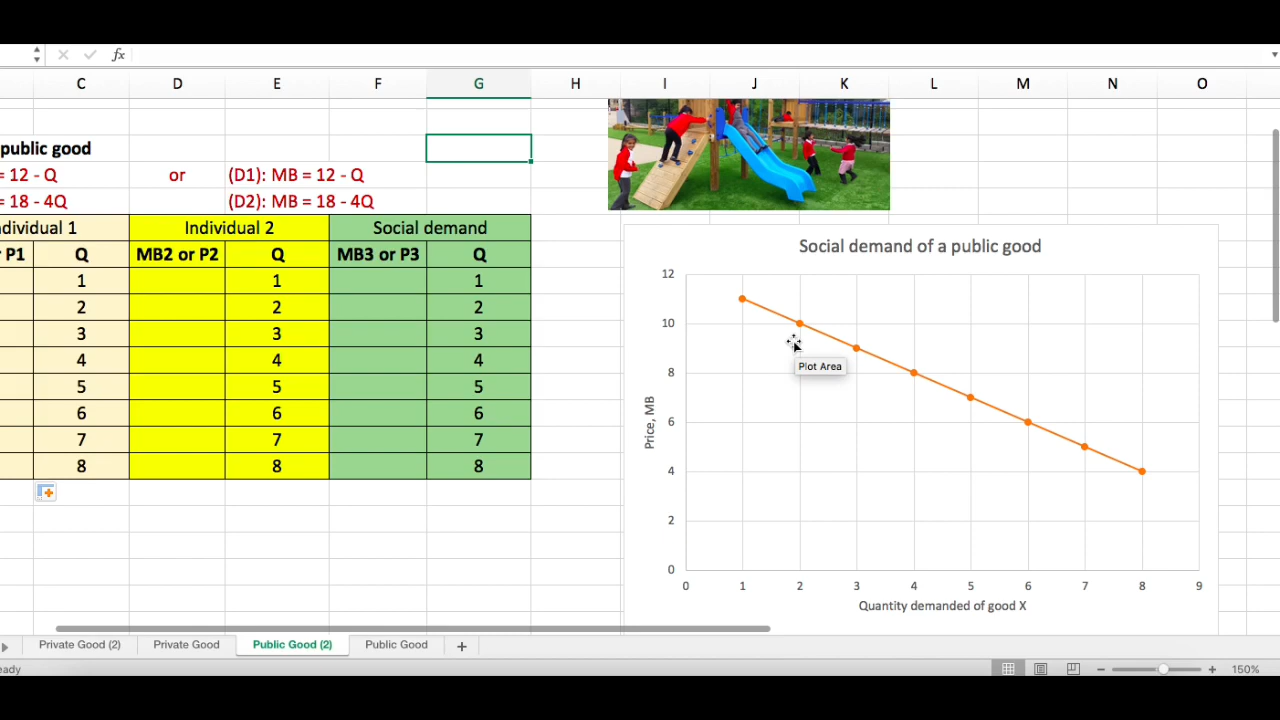 fx
C D E F G H I J K L M N O
public good
= 12 - Q or (D1): MB = 12 - Q
= 18 - 4Q (D2): MB = 18 - 4Q
dividual 1 Individual 2 Social demand
r P1 Q MB2 or P2 Q MB3 or P3 Q
1 1 1
2 2 2
3 3 3
4 4 4
5 5 5
6 6 6
7 7 7
8 8 8
Social demand of a public good
12
10
8
6
4
2
0
Price, MB
Plot Area
0 1 2 3 4 5 6 7 8 9
Quantity demanded of good X
Private Good (2) Private Good Public Good (2) Public Good +
eady
150%